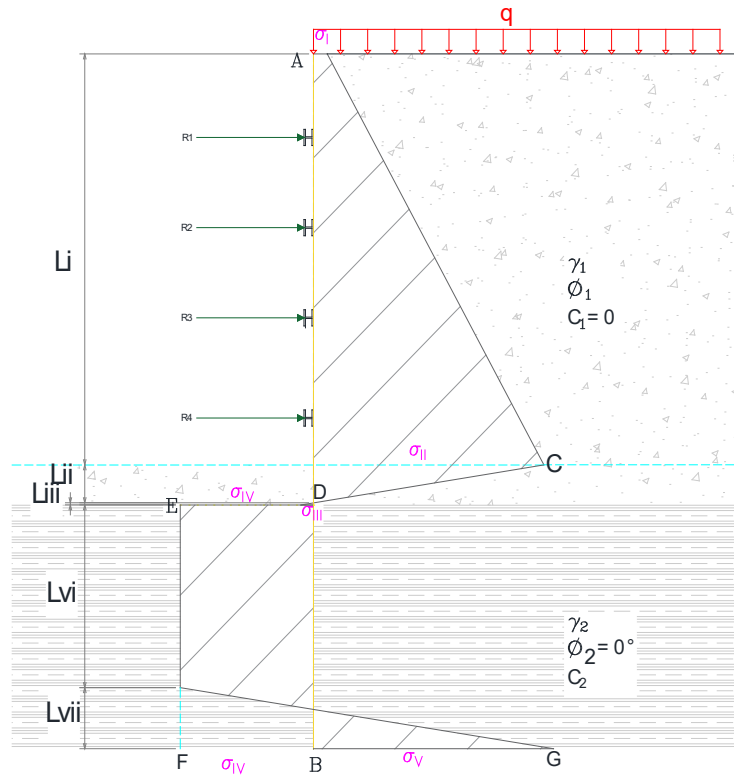 q
σI
A
R1
R2
Li
γ1
Ø1
C1=0
R3
R4
σII
C
Lii
Liii
σIV
D
E
σIII
Lvi
γ2
Ø2=0°
C2
Lvii
F
σIV
B
σV
G